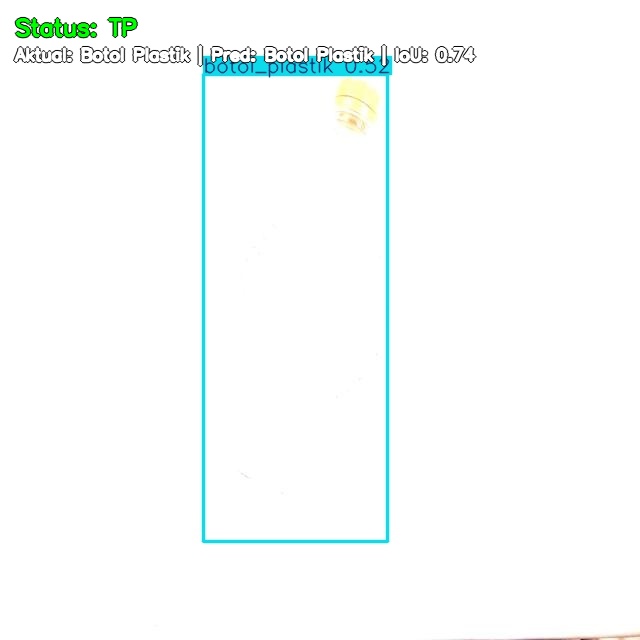 Status: TP
Aktual: Botol Plastik | Pred: Botol Plastik | IoU: 0.74
botol_plastik 0.52